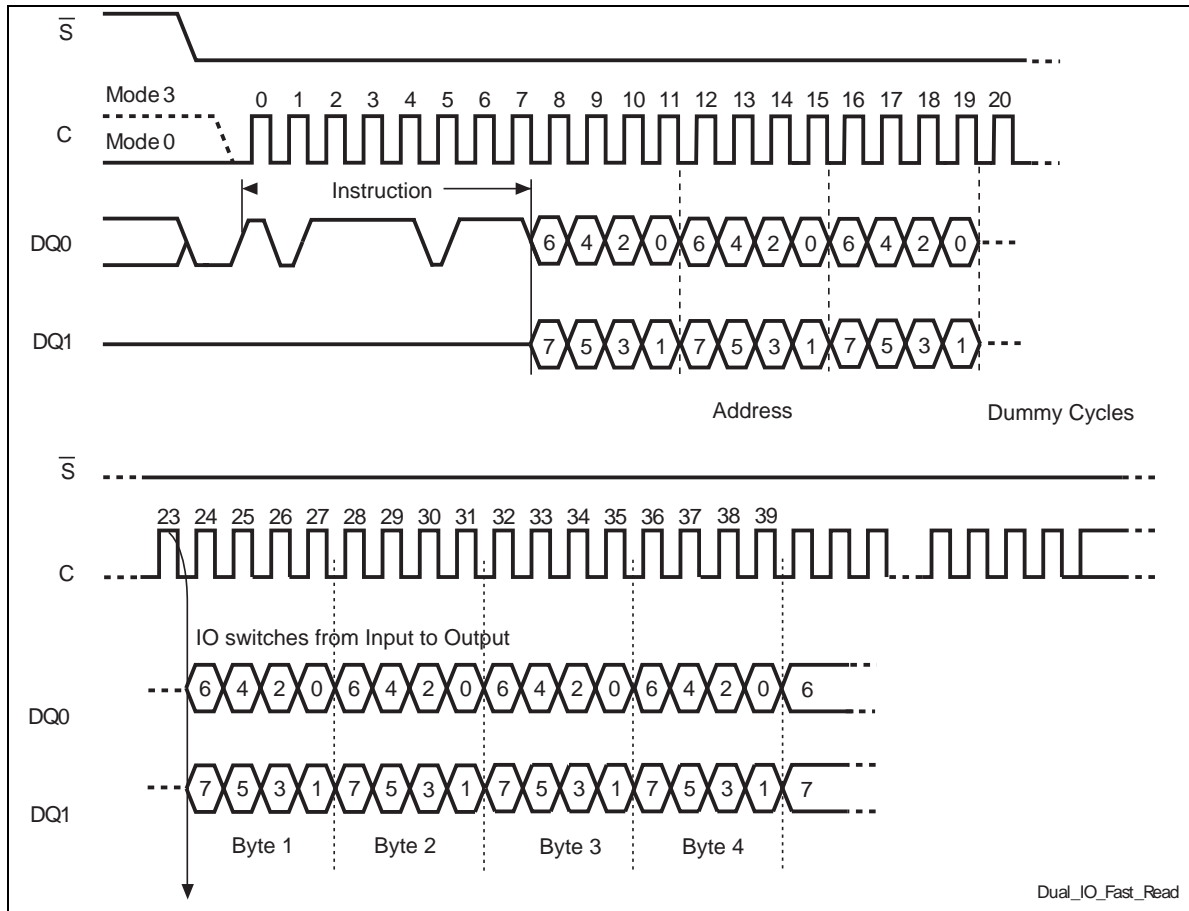 S
Mode 3
0 1 2 3 4 5 6 7 8 9 10 11 12 13 14 15 16 17 18 19 20
C
Mode 0
Instruction
DQ0
6 4 2 0 6 4 2 0 6 4 2 0
DQ1
7 5 3 1 7 5 3 1 7 5 3 1
Address Dummy Cycles
S
23 24 25 26 27 28 29 30 31 32 33 34 35 36 37 38 39
C
IO switches from Input to Output
6 4 2 0 6 4 2 0 6 4 2 0 6 4 2 0 6
DQ0
7 5 3 1 7 5 3 1 7 5 3 1 7 5 3 1 7
DQ1
Byte 1 Byte 2 Byte 3 Byte 4
Dual_IO_Fast_Read